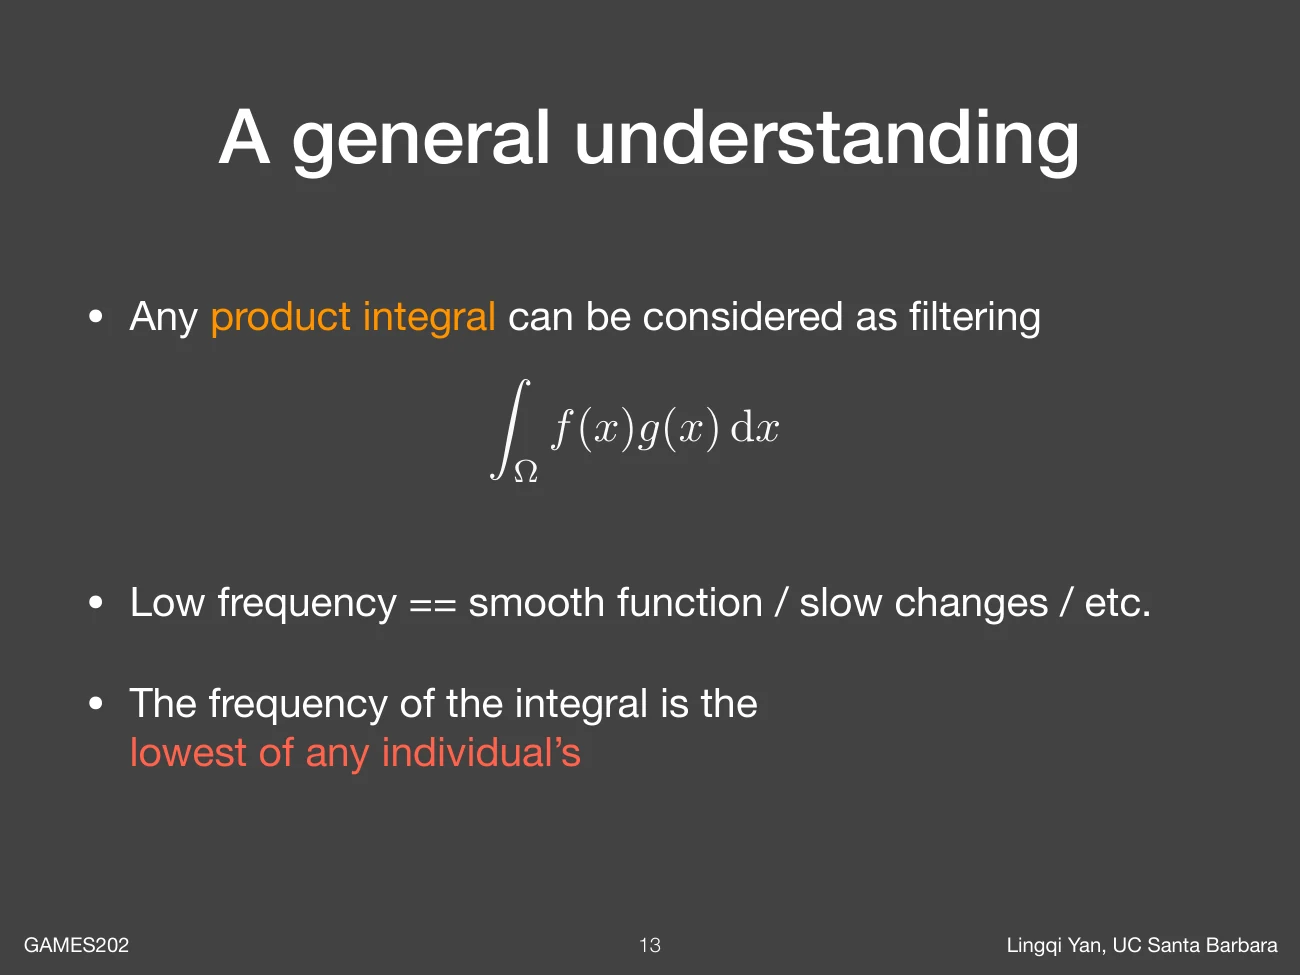 A general understanding
• Any product integral can be considered as filtering
∫_Ω f(x)g(x) dx
• Low frequency == smooth function / slow changes / etc.
• The frequency of the integral is the
lowest of any individual’s
GAMES202
13
Lingqi Yan, UC Santa Barbara